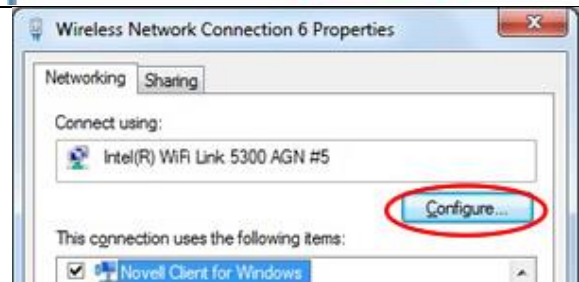 Wireless Network Connection 6 Properties
Networking Sharing
Connect using:
Intel(R) WiFi Link 5300 AGN #5
Configure...
This connection uses the following items:
Novell Client for Windows